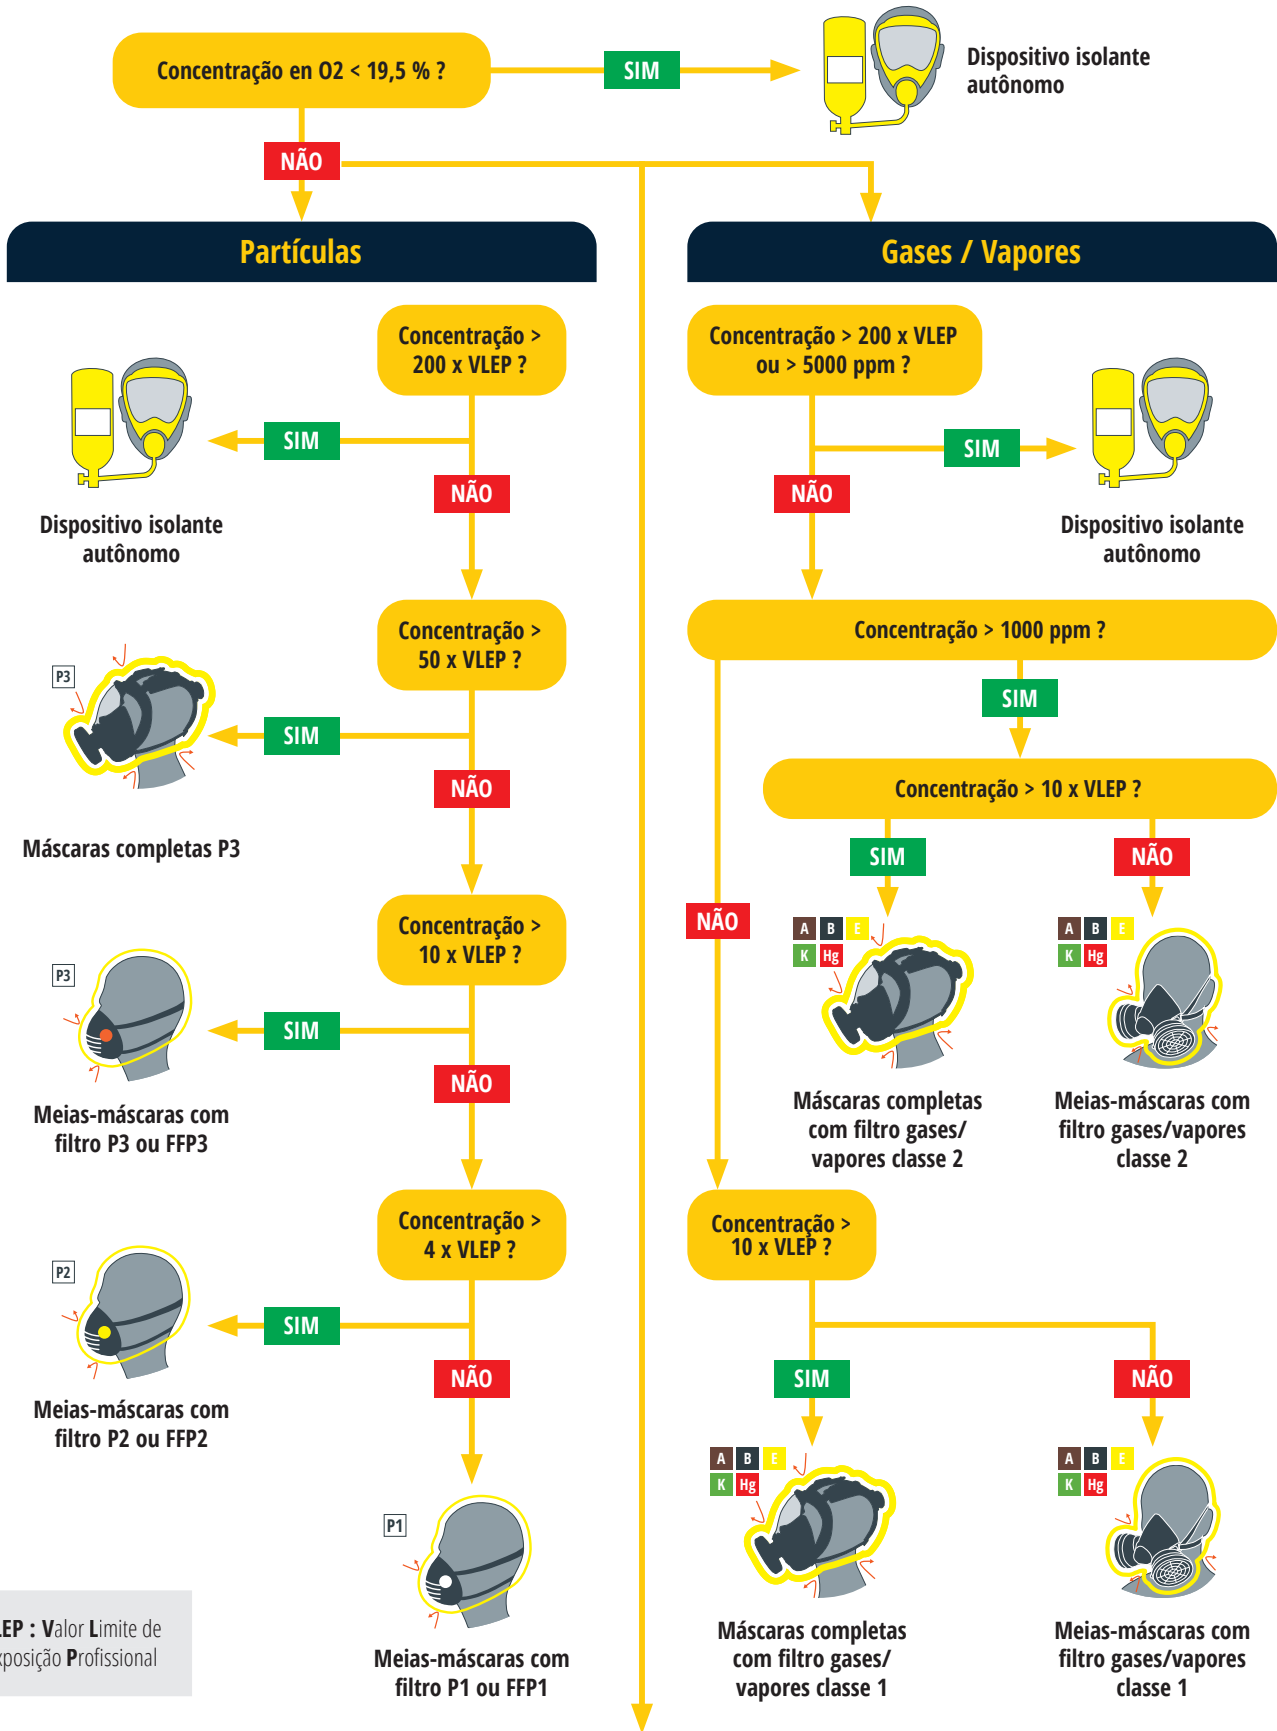 Concentração en O2 < 19,5 % ?
SIM
Dispositivo isolante
autônomo
NÃO
Partículas
Concentração >
200 x VLEP ?
SIM
Dispositivo isolante
autônomo
NÃO
Concentração >
50 x VLEP ?
P3
SIM
Máscaras completas P3
NÃO
Concentração >
10 x VLEP ?
P3
SIM
Meias-máscaras com
filtro P3 ou FFP3
NÃO
Concentração >
4 x VLEP ?
P2
SIM
Meias-máscaras com
filtro P2 ou FFP2
NÃO
P1
Meias-máscaras com
filtro P1 ou FFP1
Gases / Vapores
Concentração > 200 x VLEP
ou > 5000 ppm ?
SIM
Dispositivo isolante
autônomo
NÃO
Concentração > 1000 ppm ?
SIM
Concentração > 10 x VLEP ?
SIM
A B E
K Hg
Máscaras completas
com filtro gases/
vapores classe 2
NÃO
A B E
K Hg
Meias-máscaras com
filtro gases/vapores
classe 2
NÃO
Concentração >
10 x VLEP ?
SIM
A B E
K Hg
Máscaras completas
com filtro gases/
vapores classe 1
NÃO
A B E
K Hg
Meias-máscaras com
filtro gases/vapores
classe 1
LEP : Valor Limite de
xposição Profissional